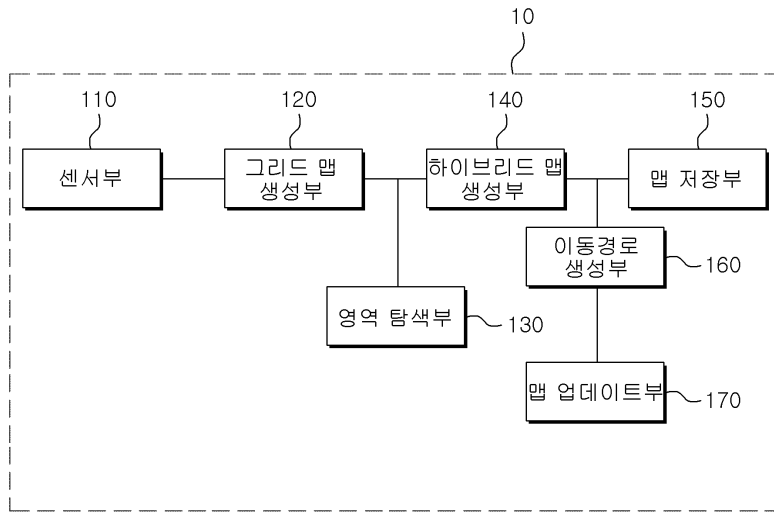 10
110
120
140
150
센서부
그리드 맵
생성부
하이브리드 맵
생성부
맵 저장부
이동경로
생성부
160
영역 탐색부
130
맵 업데이트부
170